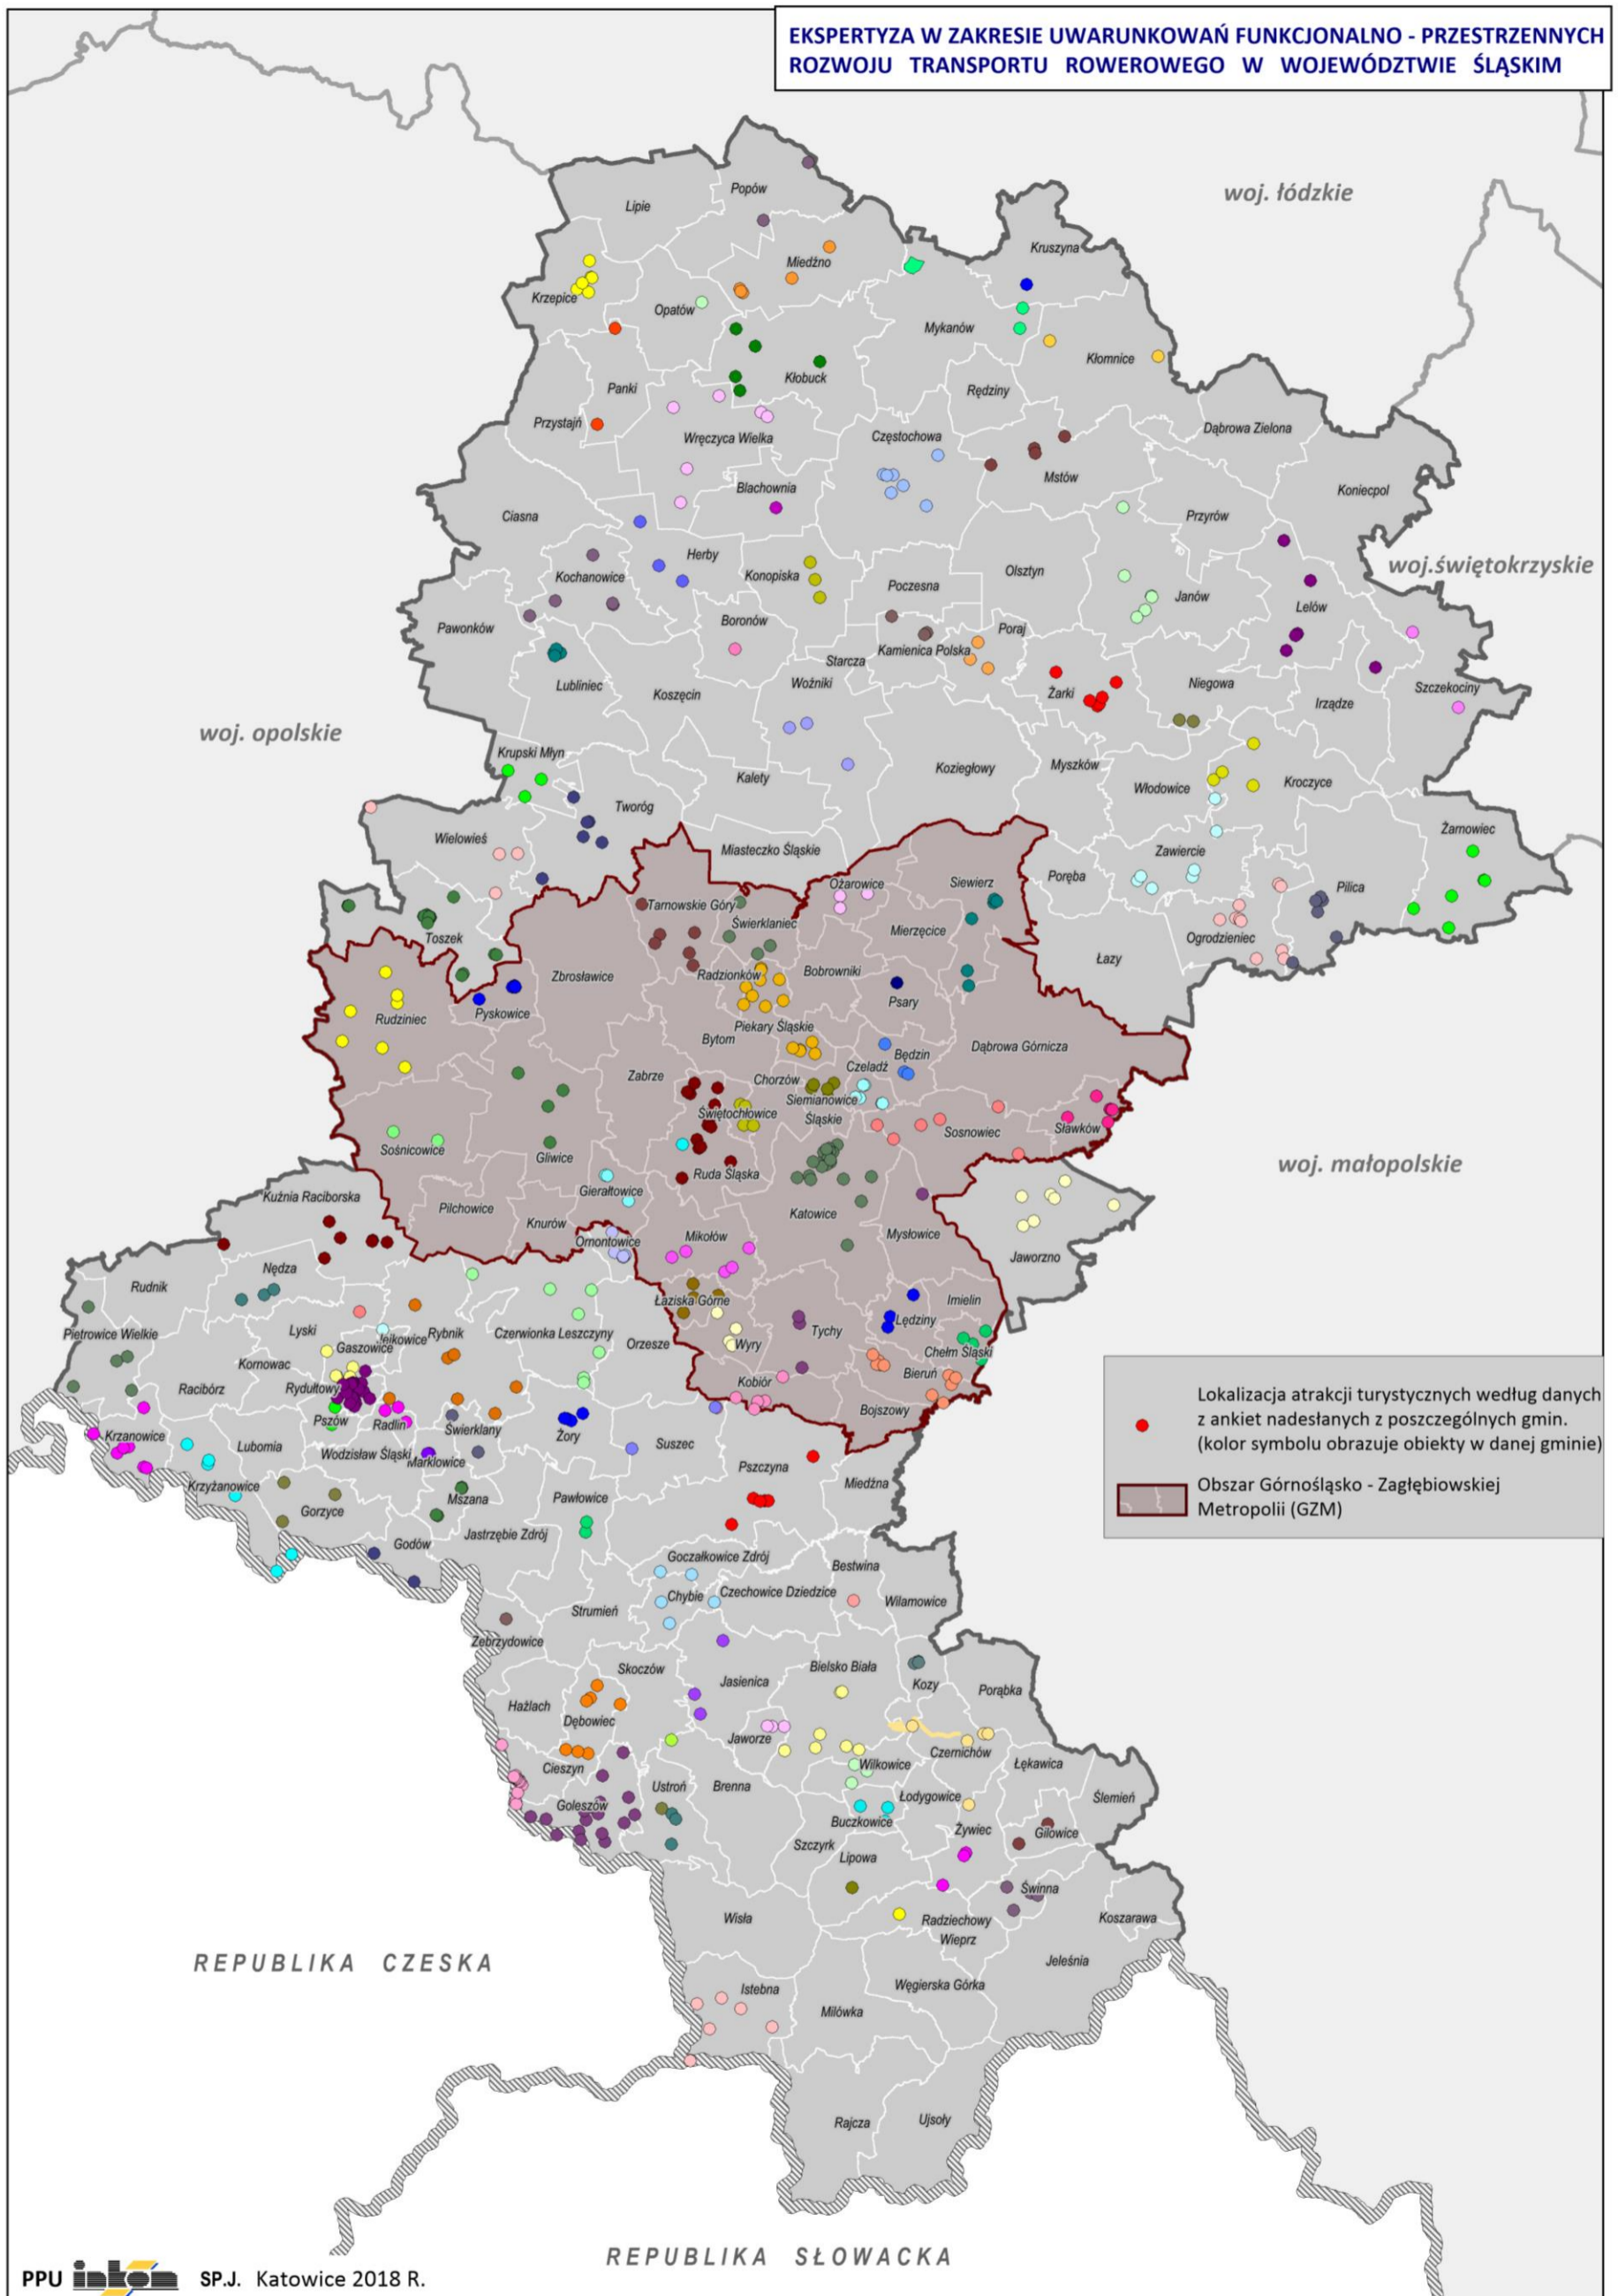 EKSPERTYZA W ZAKRESIE UWARUNKOWAŃ FUNKCJONALNO - PRZESTRZENNYCH
ROZWOJU TRANSPORTU ROWEROWEGO W WOJEWÓDZTWIE ŚLĄSKIM
Popów
woj. łódzkie
Lipie
Kruszyna
Miedźno
Krzepice
Opatów
Mykanów
Kłomnice
Kłobuck
Panki
Rędziny
Przystajń
Dąbrowa Zielona
Wręczyca Wielka
Częstochowa
Mstów
Blachownia
Koniecpol
Ciasna
Przyrów
Herby
woj.świętokrzyskie
Kochanowice
Konopiska
Olsztyn
Poczesna
Janów
Lelów
Boronów
Pawonków
Poraj
Kamienica Polska
Starcza
Woźniki
Niegowa
Lubliniec
Koszęcin
Żarki
Szczekociny
Irządze
woj. opolskie
Krupski Młyn
Koziegłowy
Myszków
Kalety
Kroczyce
Włodowice
Tworóg
Żarnowiec
Wielowieś
Miasteczko Śląskie
Zawiercie
Poręba
Ożarowice
Siewierz
Pilica
Tarnowskie Góry
Świerklaniec
Mierzęcice
Toszek
Ogrodzieniec
Łazy
Radzionków
Bobrowniki
Zbrosławice
Psary
Pyskowice
Rudziniec
Piekary Śląskie
Bytom
Dąbrowa Górnicza
Będzin
Czeladź
Zabrze
Chorzów
Siemianowice
Śląskie
Świętochłowice
Sosnowiec
Sławków
Sośnicowice
Gliwice
woj. małopolskie
Ruda Śląska
Gierałtowice
Kuźnia Raciborska
Pilchowice
Katowice
Knurów
Mysłowice
Mikołów
Ornontowice
Jaworzno
Nędza
Rudnik
Łaziska Górne
Imielin
Lędziny
Pietrowice Wielkie
Lyski
Jejkowice
Rybnik
Czerwionka Leszczyny
Tychy
Orzesze
Wyry
Gaszowice
Chełm Śląski
Kornowac
Bieruń
Kobiór
Racibórz
Rydułtowy
Bojszowy
Pszów
Radlin
Świerklany
Krzanowice
Żory
Suszec
Lubomia
Wodzisław Śląski
Marklowice
Pszczyna
Miedźna
Krzyżanowice
Mszana
Pawłowice
Gorzyce
Jastrzębie Zdrój
Godów
Lokalizacja atrakcji turystycznych według danych
z ankiet nadesłanych z poszczególnych gmin.
(kolor symbolu obrazuje obiekty w danej gminie)
Obszar Górnośląsko - Zagłębiowskiej
Metropolii (GZM)
Goczałkowice Zdrój
Bestwina
Chybie
Czechowice Dziedzice
Wilamowice
Strumień
Zebrzydowice
Skoczów
Bielsko Biała
Jasienica
Kozy
Porąbka
Hażlach
Dębowiec
Jaworze
Czernichów
Wilkowice
Łękawica
Cieszyn
Ustroń
Brenna
Łodygowice
Ślemień
Goleszów
Buczkowice
Żywiec
Gilowice
Szczyrk
Lipowa
Świnna
Wisła
Radziechowy
Wieprz
Koszarawa
Jeleśnia
REPUBLIKA CZESKA
Węgierska Górka
Istebna
Milówka
Rajcza
Ujsoły
REPUBLIKA SŁOWACKA
PPU inkom SP.J. Katowice 2018 R.